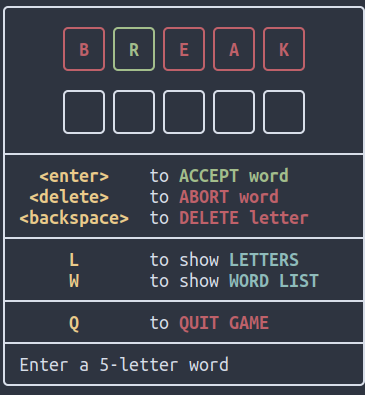 B R E A K
<enter> to ACCEPT word
<delete> to ABORT word
<backspace> to DELETE letter
L to show LETTERS
W to show WORD LIST
Q to QUIT GAME
Enter a 5-letter word